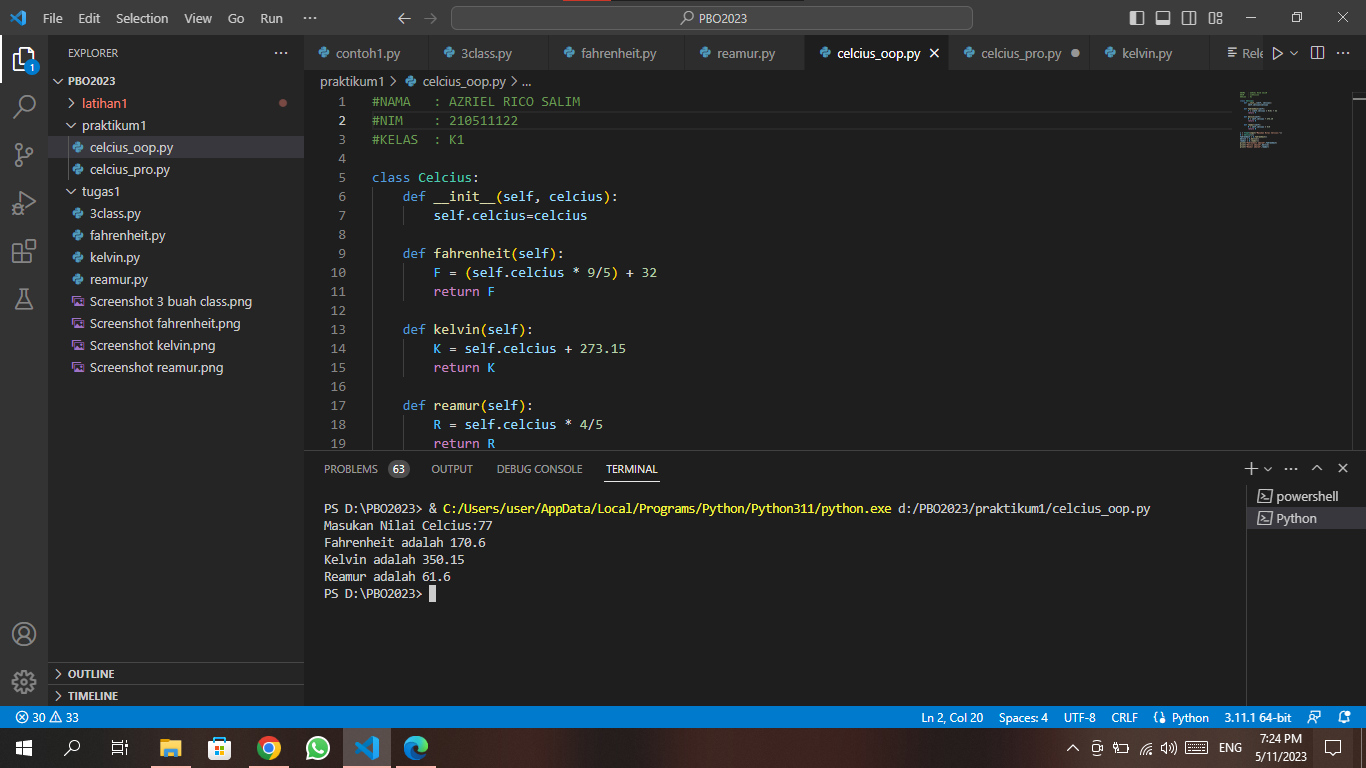 File Edit Selection View Go Run ···
PBO2023
EXPLORER
PBO2023
latihan1
praktikum1
celcius_oop.py
celcius_pro.py
tugas1
3class.py
fahrenheit.py
kelvin.py
reamur.py
Screenshot 3 buah class.png
Screenshot fahrenheit.png
Screenshot kelvin.png
Screenshot reamur.png
OUTLINE
TIMELINE
1
contoh1.py 3class.py fahrenheit.py reamur.py celcius_oop.py celcius_pro.py kelvin.py Rele
praktikum1 > celcius_oop.py > ...
1 #NAMA   : AZRIEL RICO SALIM
2 #NIM    : 210511122
3 #KELAS  : K1
4
5 class Celcius:
6     def __init__(self, celcius):
7         self.celcius=celcius
8
9     def fahrenheit(self):
10         F = (self.celcius * 9/5) + 32
11         return F
12
13     def kelvin(self):
14         K = self.celcius + 273.15
15         return K
16
17     def reamur(self):
18         R = self.celcius * 4/5
19         return R
PROBLEMS 63 OUTPUT DEBUG CONSOLE TERMINAL
PS D:\PBO2023> & C:/Users/user/AppData/Local/Programs/Python/Python311/python.exe d:/PBO2023/praktikum1/celcius_oop.py
Masukan Nilai Celcius:77
Fahrenheit adalah 170.6
Kelvin adalah 350.15
Reamur adalah 61.6
PS D:\PBO2023>
powershell
Python
30 33 Ln 2, Col 20 Spaces: 4 UTF-8 CRLF Python 3.11.1 64-bit
ENG
7:24 PM
5/11/2023